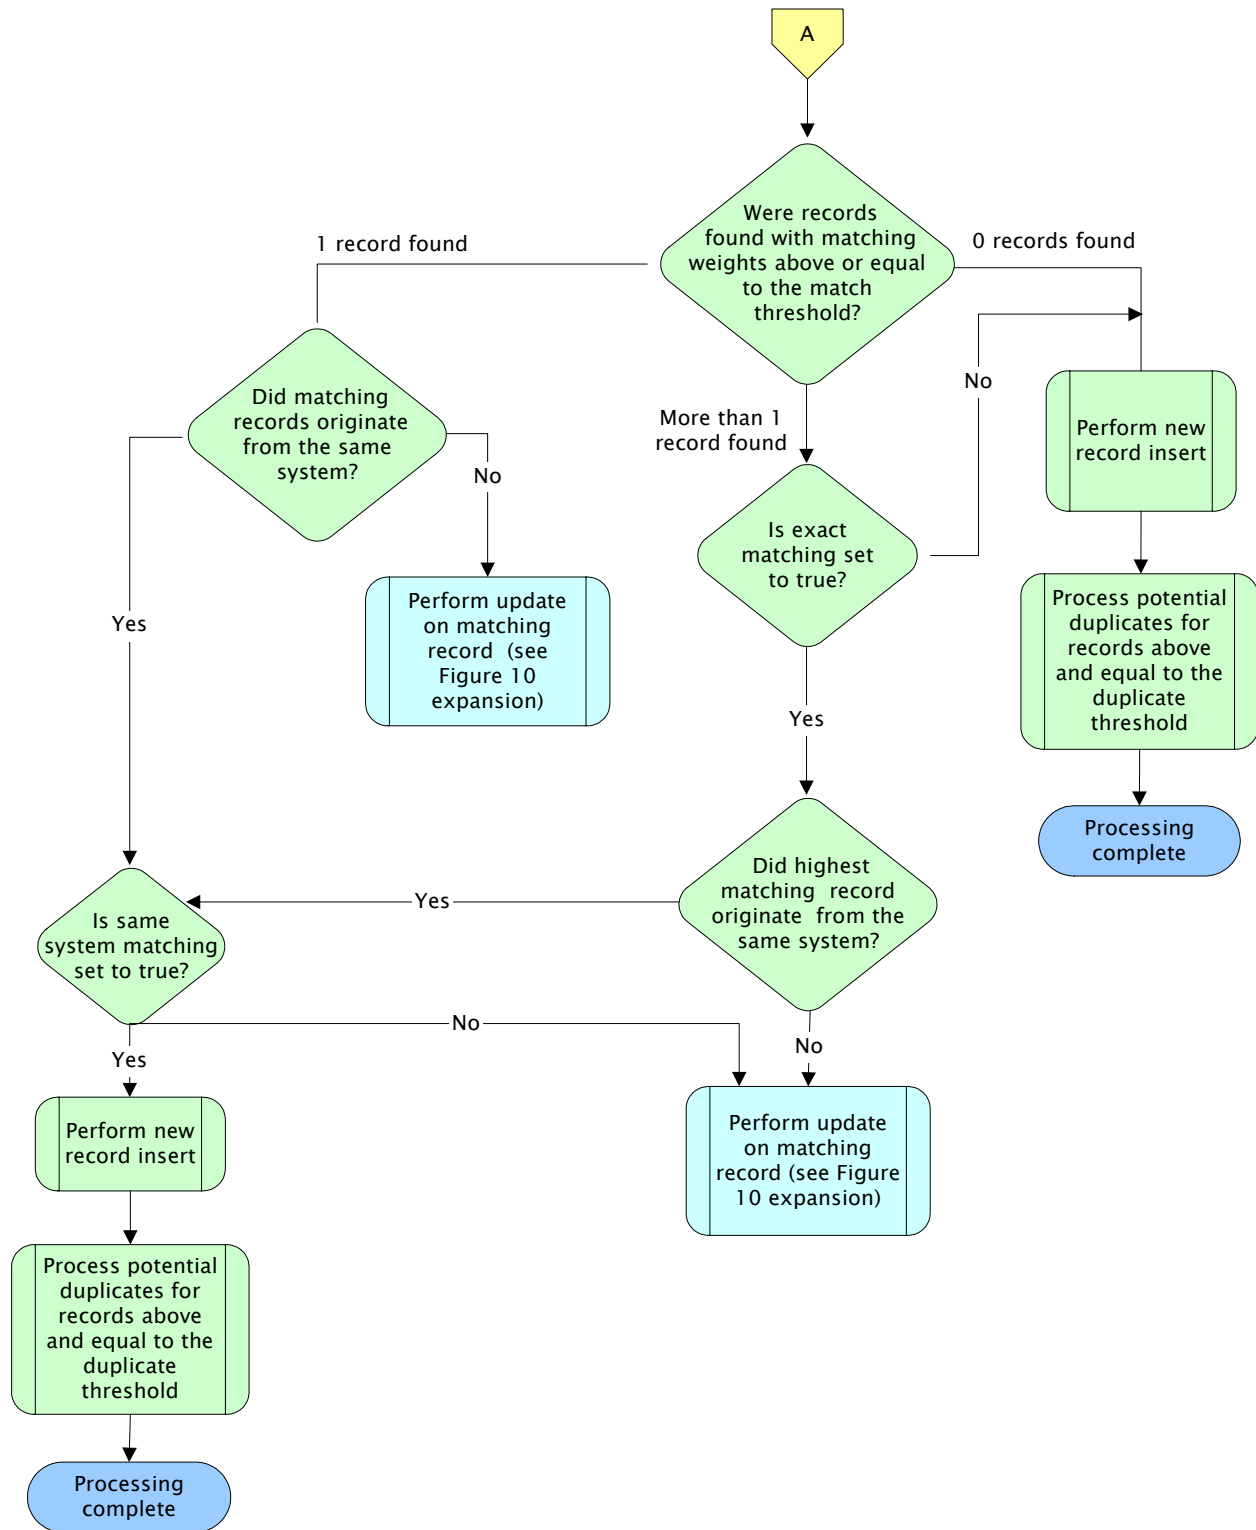 A
Were records
found with matching
weights above or equal
to the match
threshold?
1 record found
0 records found
Did matching
records originate
from the same
system?
No
More than 1
record found
No
Perform new
record insert
Is exact
matching set
to true?
Yes
Perform update
on matching
record (see
Figure 10
expansion)
Process potential
duplicates for
records above
and equal to the
duplicate
threshold
Yes
Processing
complete
Did highest
matching record
originate from the
same system?
Yes
Is same
system matching
set to true?
No
No
Yes
Perform new
record insert
Perform update
on matching
record (see Figure
10 expansion)
Process potential
duplicates for
records above
and equal to the
duplicate
threshold
Processing
complete